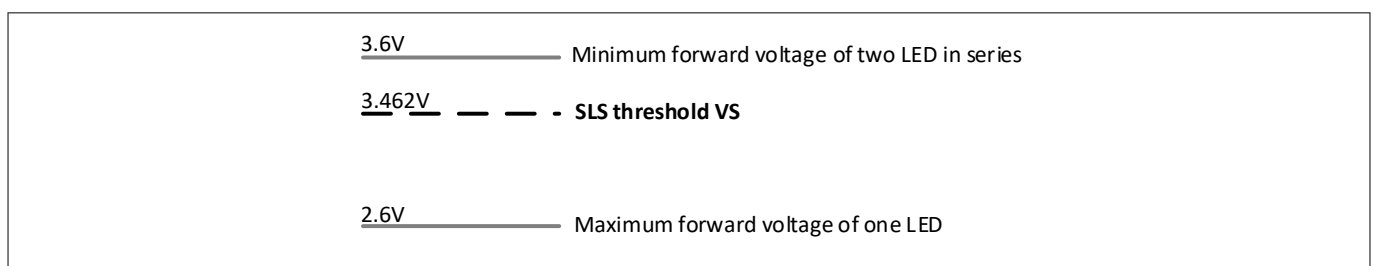 3.6V
Minimum forward voltage of two LED in series
3.462V
SLS threshold VS
2.6V
Maximum forward voltage of one LED